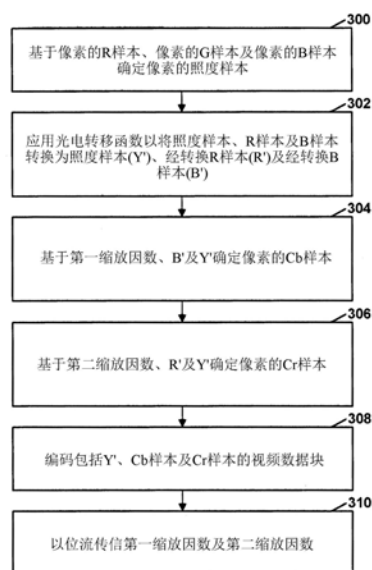 300
基于像素的R样本、像素的G样本及像素的B样本
确定像素的照度样本
302
应用光电转移函数以将照度样本、R样本及B样本
转换为照度样本(Y')、经转换R样本(R')及经转换B
样本(B')
304
基于第一缩放因数、B'及Y'确定像素的Cb样本
306
基于第二缩放因数、R'及Y'确定像素的Cr样本
308
编码包括Y'、Cb样本及Cr样本的视频数据块
310
以位流传信第一缩放因数及第二缩放因数